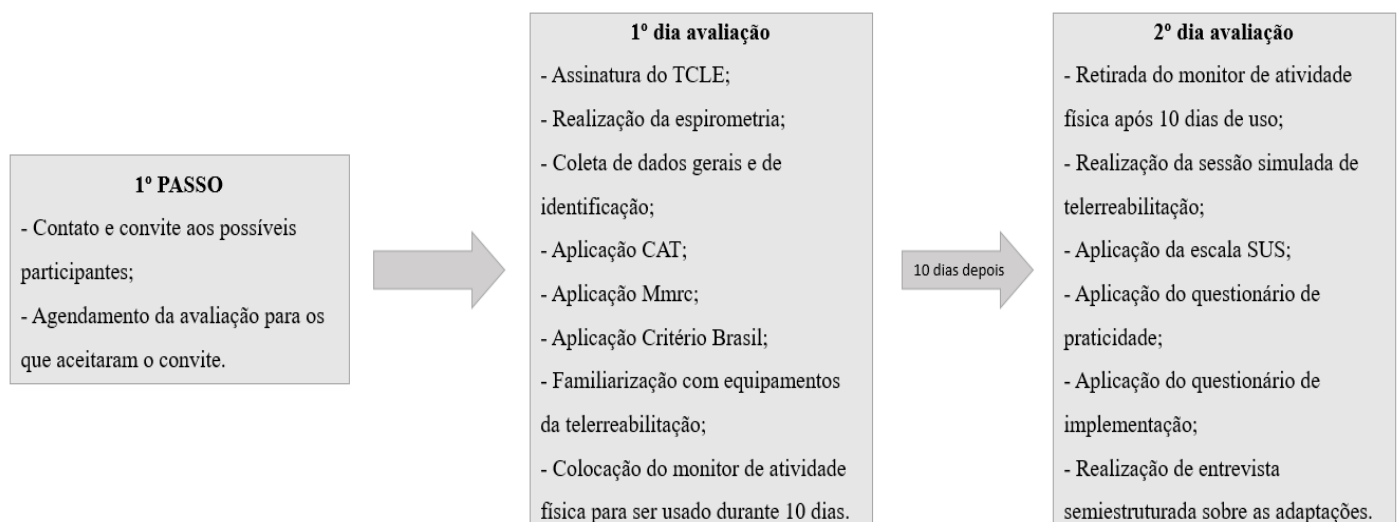 1º PASSO
- Contato e convite aos possíveis
participantes;
- Agendamento da avaliação para os
que aceitaram o convite.
1º dia avaliação
- Assinatura do TCLE;
- Realização da espirometria;
- Coleta de dados gerais e de
identificação;
- Aplicação CAT;
- Aplicação Mmrc;
- Aplicação Critério Brasil;
- Familiarização com equipamentos
da telerreabilitação;
- Colocação do monitor de atividade
física para ser usado durante 10 dias.
10 dias depois
2º dia avaliação
- Retirada do monitor de atividade
física após 10 dias de uso;
- Realização da sessão simulada de
telerreabilitação;
- Aplicação da escala SUS;
- Aplicação do questionário de
praticidade;
- Aplicação do questionário de
implementação;
- Realização de entrevista
semiestruturada sobre as adaptações.